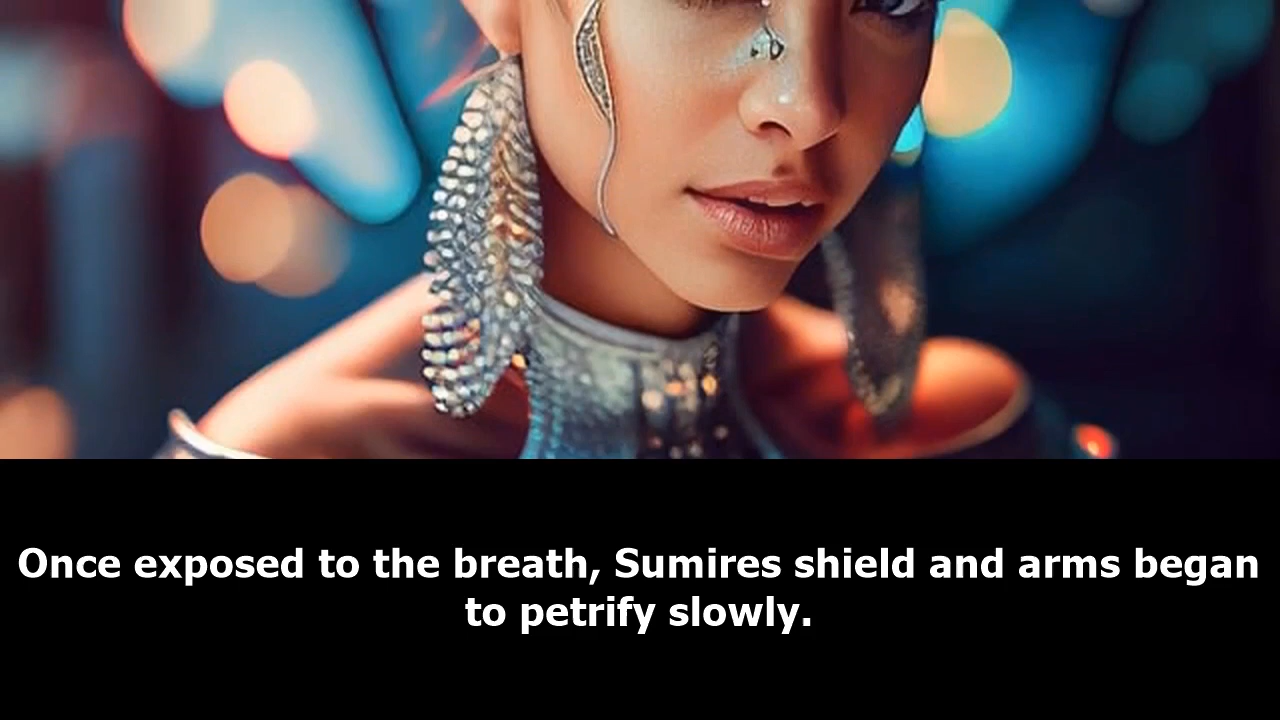 Once exposed to the breath, Sumires shield and arms began
to petrify slowly.